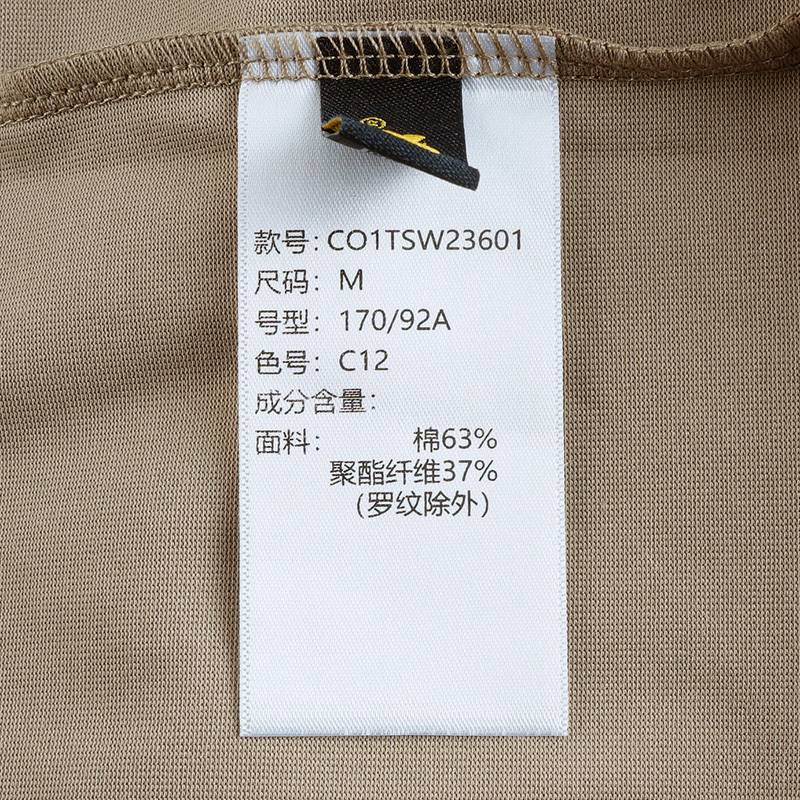 ®
款号：CO1TSW23601
尺码：M
号型：170/92A
色号：C12
成分含量：
面料： 棉63%
聚酯纤维37%
（罗纹除外）